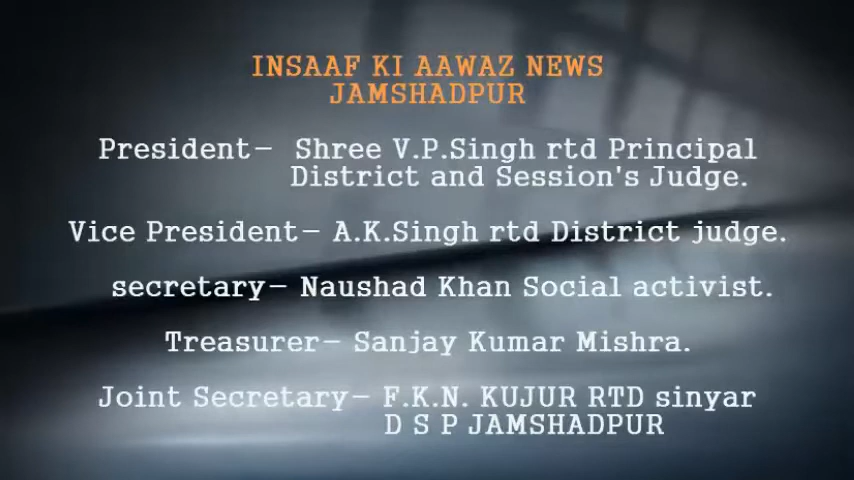 INSAAF KI AAWAZ NEWS
JAMSHADPUR
President- Shree V.P.Singh rtd Principal
District and Session's Judge.
Vice President- A.K.Singh rtd District judge.
secretary- Naushad Khan Social activist.
Treasurer- Sanjay Kumar Mishra.
Joint Secretary- F.K.N. KUJUR RTD sinyar
D S P JAMSHADPUR